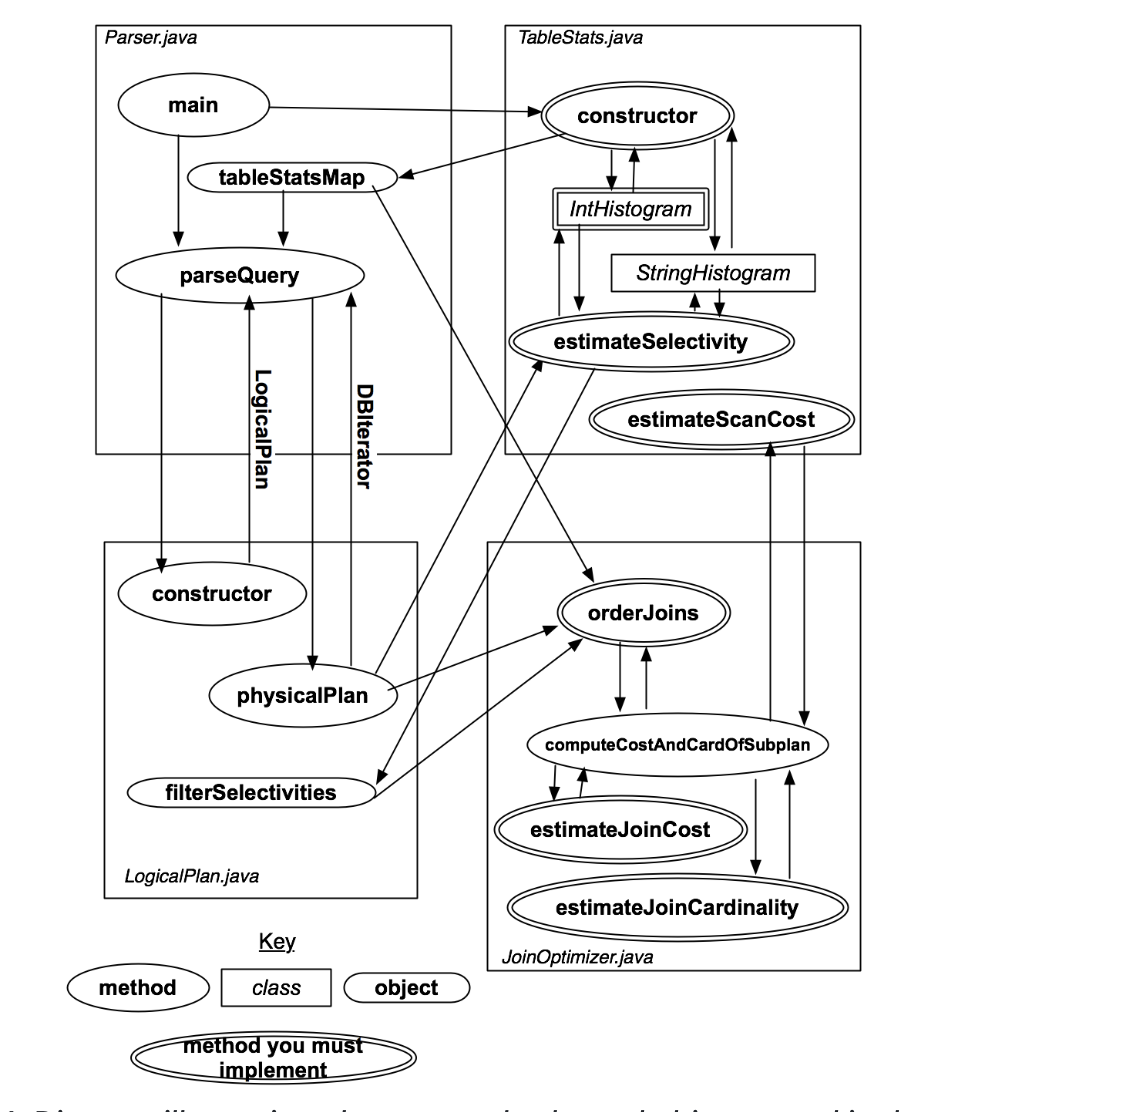 Parser.java
main
tableStatsMap
parseQuery
LogicalPlan
DBIterator
TableStats.java
constructor
IntHistogram
StringHistogram
estimateSelectivity
estimateScanCost
constructor
physicalPlan
filterSelectivities
LogicalPlan.java
orderJoins
computeCostAndCardOfSubplan
estimateJoinCost
estimateJoinCardinality
JoinOptimizer.java
Key
method
class
object
method you must
implement